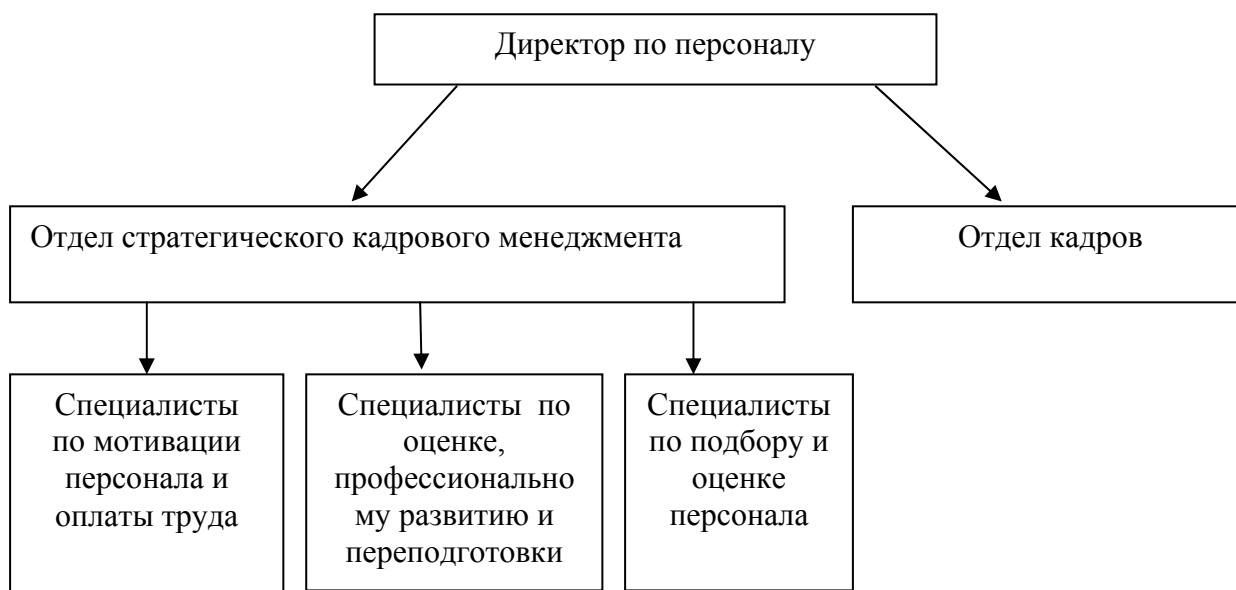 Директор по персоналу
Отдел стратегического кадрового менеджмента
Отдел кадров
Специалисты
по мотивации
персонала и
оплаты труда
Специалисты по
оценке,
профессионально
му развитию и
переподготовки
Специалисты
по подбору и
оценке
персонала